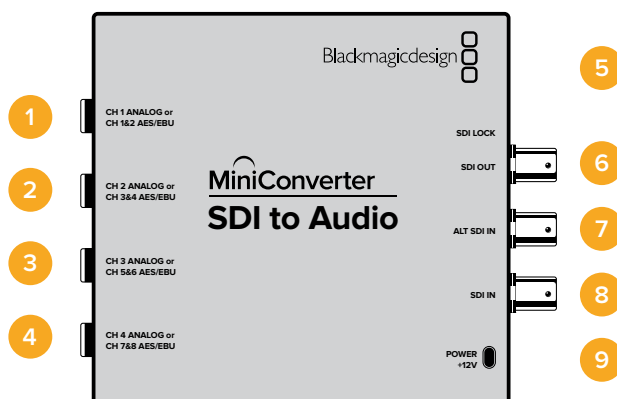 Blackmagicdesign
1
CH 1 ANALOG or
CH 1&2 AES/EBU
2
CH 2 ANALOG or
CH 3&4 AES/EBU
3
CH 3 ANALOG or
CH 5&6 AES/EBU
4
CH 4 ANALOG or
CH 7&8 AES/EBU
MiniConverter
SDI to Audio
5
SDI LOCK
SDI OUT
6
ALT SDI IN
7
SDI IN
8
POWER
+12V
9